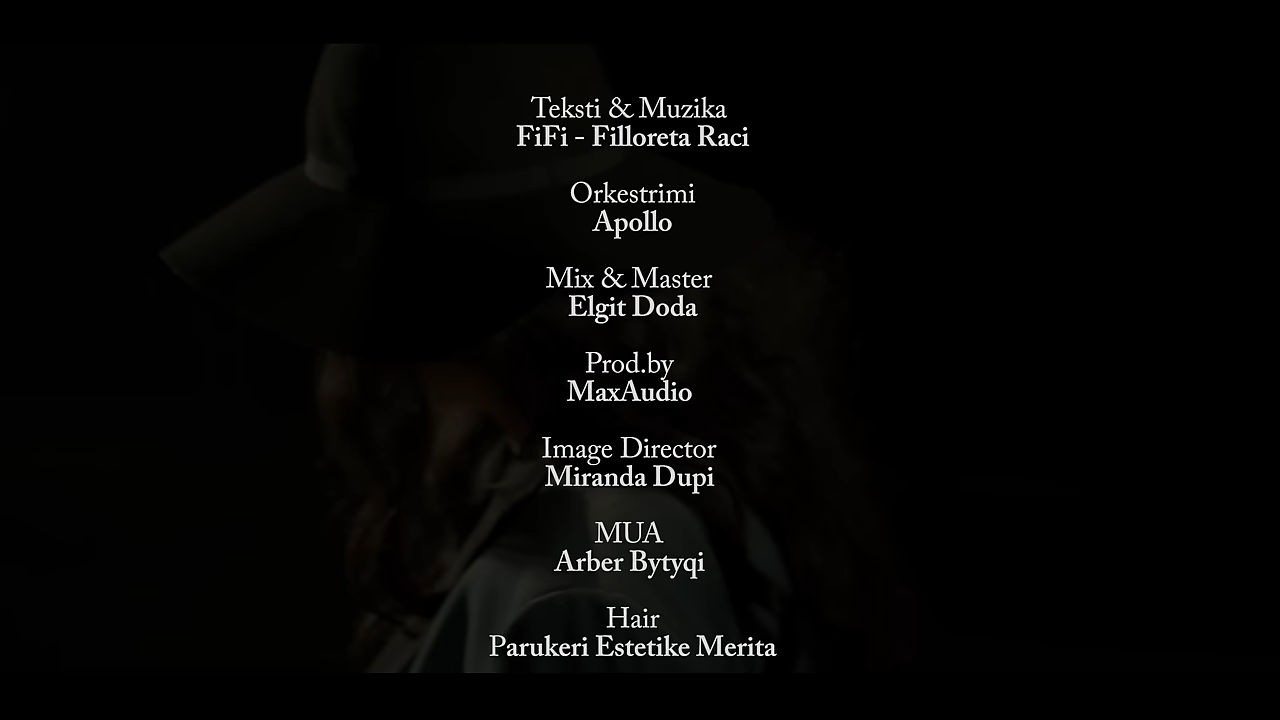 Teksti & Muzika
FiFi - Filloreta Raci
Orkestrimi
Apollo
Mix & Master
Elgit Doda
Prod.by
MaxAudio
Image Director
Miranda Dupi
MUA
Arber Bytyqi
Hair
Parukeri Estetike Merita